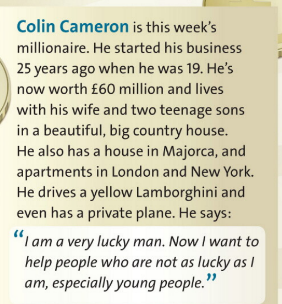 Colin Cameron is this week's
millionaire. He started his business
25 years ago when he was 19. He's
now worth £60 million and lives
with his wife and two teenage sons
in a beautiful, big country house.
He also has a house in Majorca, and
apartments in London and New York.
He drives a yellow Lamborghini and
even has a private plane. He says:
“I am a very lucky man. Now I want to
help people who are not as lucky as I
am, especially young people.”